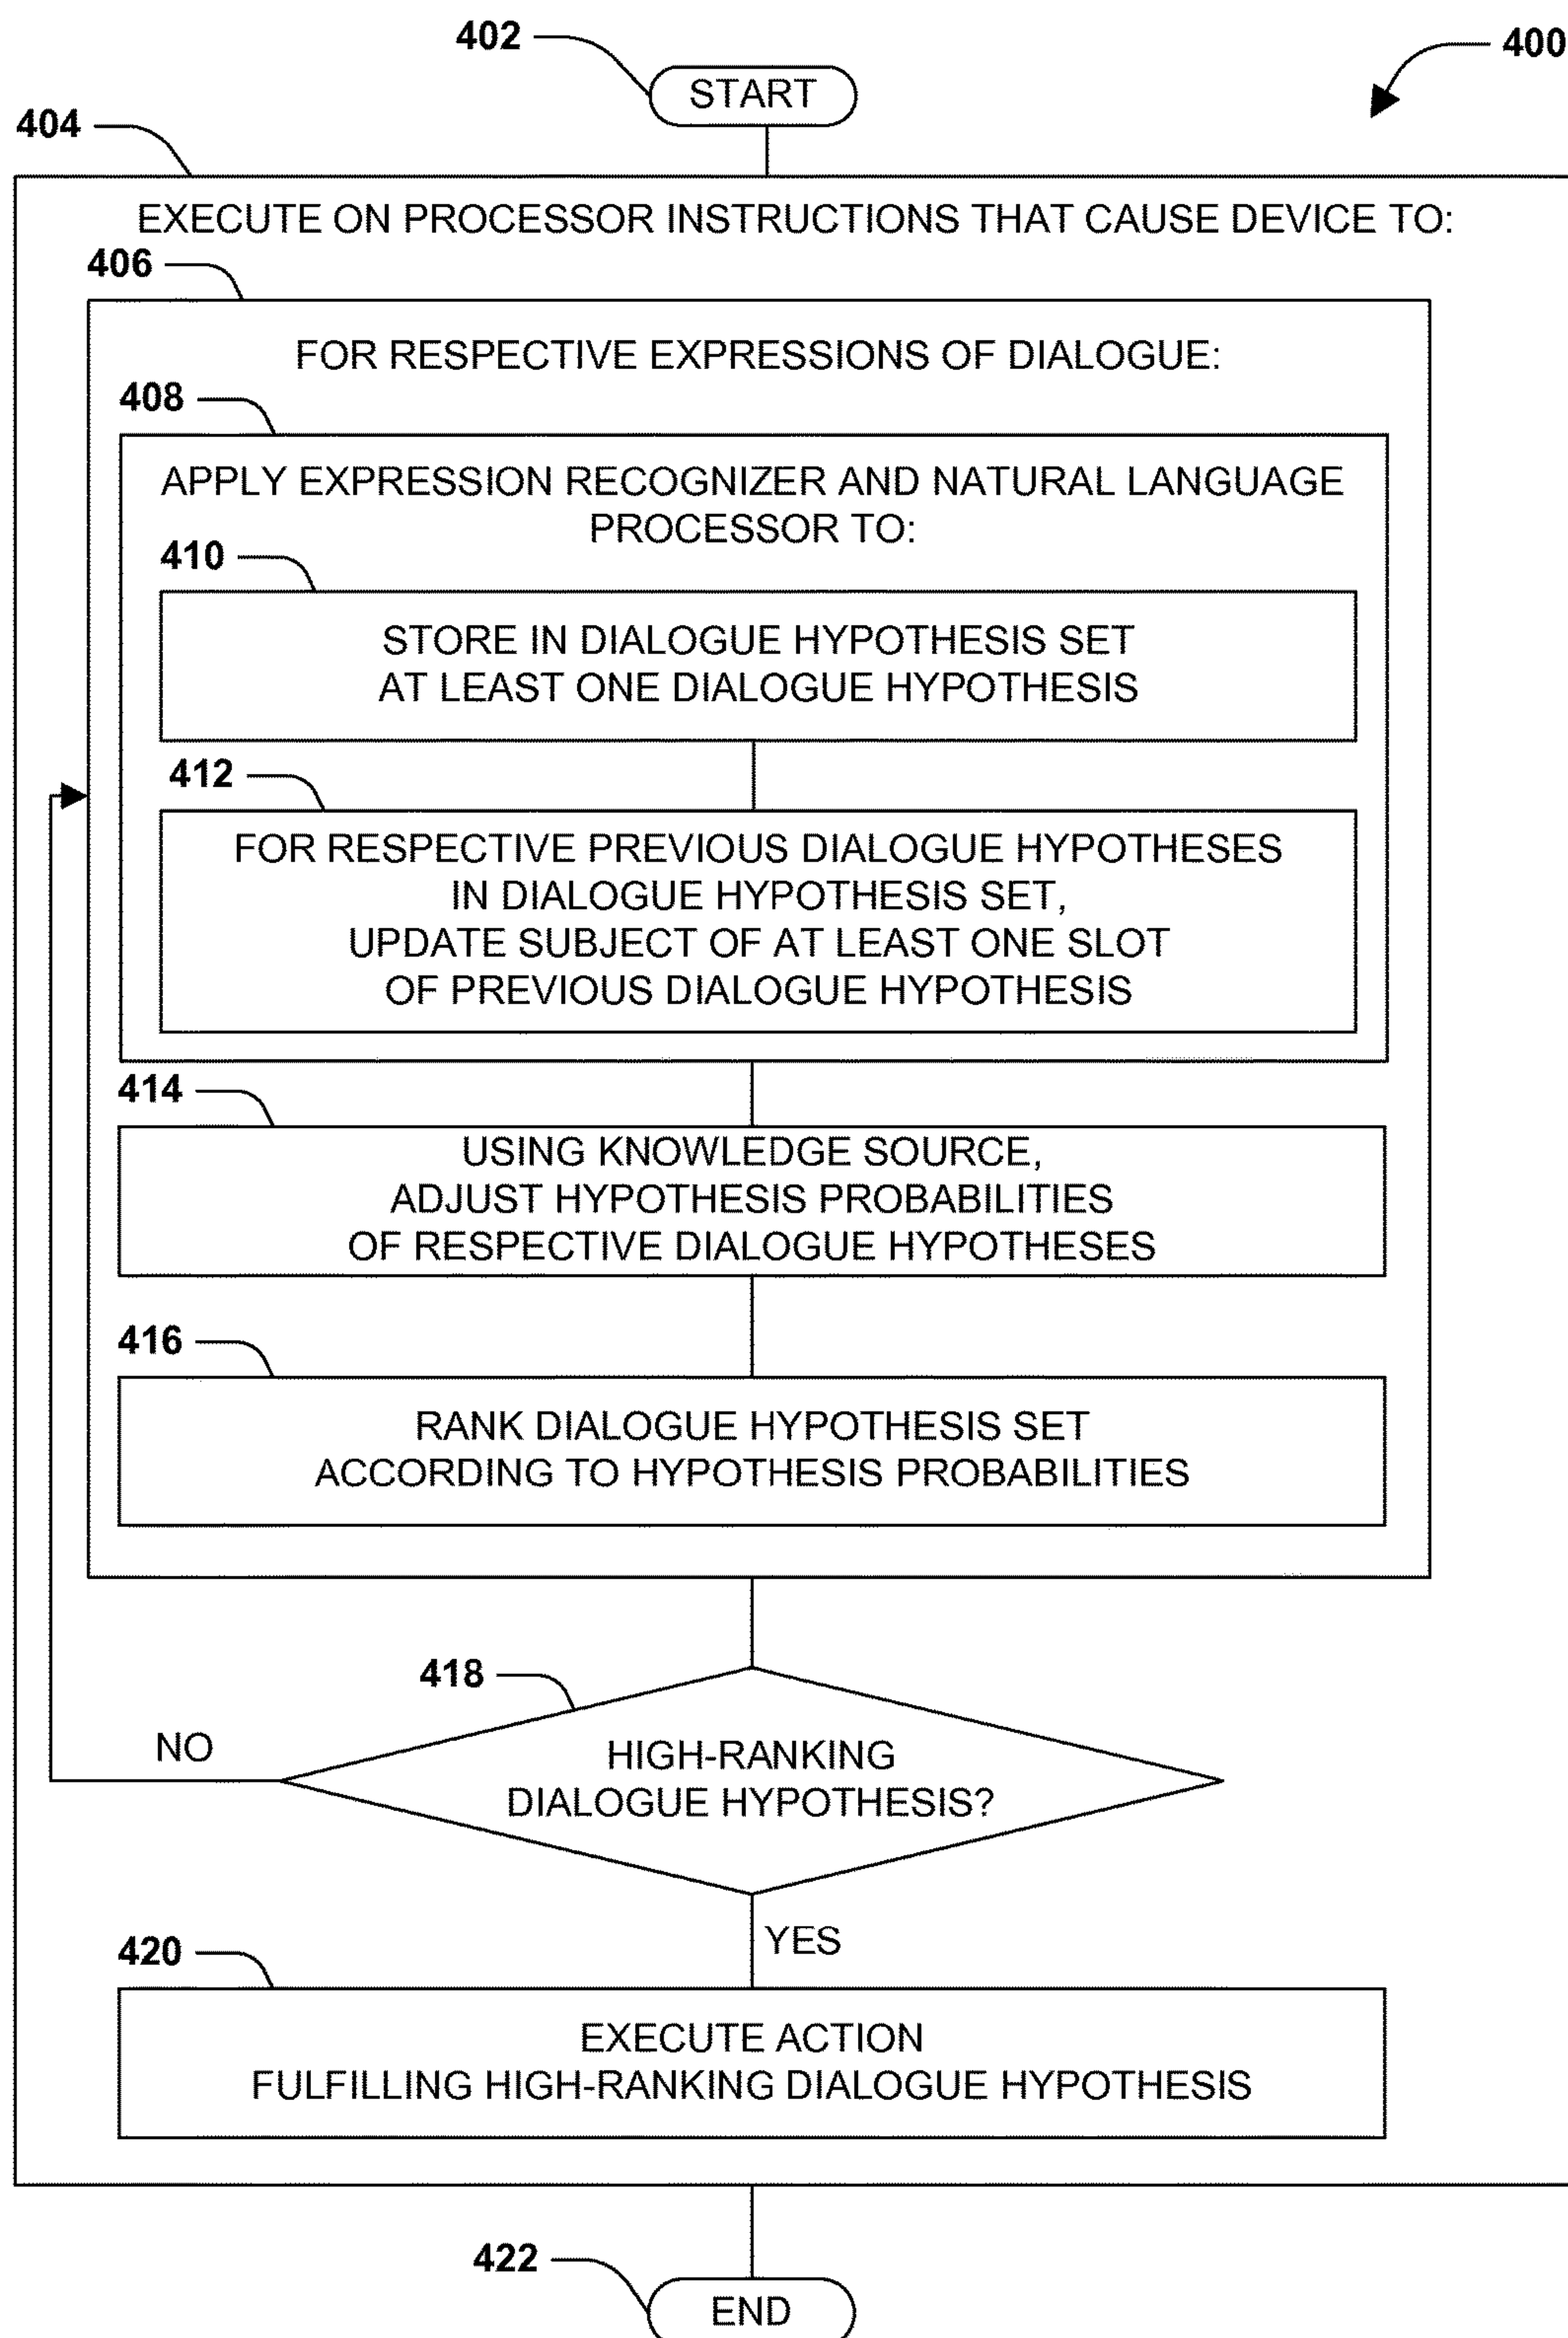 402
400
START
404
EXECUTE ON PROCESSOR INSTRUCTIONS THAT CAUSE DEVICE TO:
406
FOR RESPECTIVE EXPRESSIONS OF DIALOGUE:
408
APPLY EXPRESSION RECOGNIZER AND NATURAL LANGUAGE
PROCESSOR TO:
410
STORE IN DIALOGUE HYPOTHESIS SET
AT LEAST ONE DIALOGUE HYPOTHESIS
412
FOR RESPECTIVE PREVIOUS DIALOGUE HYPOTHESES
IN DIALOGUE HYPOTHESIS SET,
UPDATE SUBJECT OF AT LEAST ONE SLOT
OF PREVIOUS DIALOGUE HYPOTHESIS
414
USING KNOWLEDGE SOURCE,
ADJUST HYPOTHESIS PROBABILITIES
OF RESPECTIVE DIALOGUE HYPOTHESES
416
RANK DIALOGUE HYPOTHESIS SET
ACCORDING TO HYPOTHESIS PROBABILITIES
418
NO
HIGH-RANKING
DIALOGUE HYPOTHESIS?
YES
420
EXECUTE ACTION
FULFILLING HIGH-RANKING DIALOGUE HYPOTHESIS
422
END